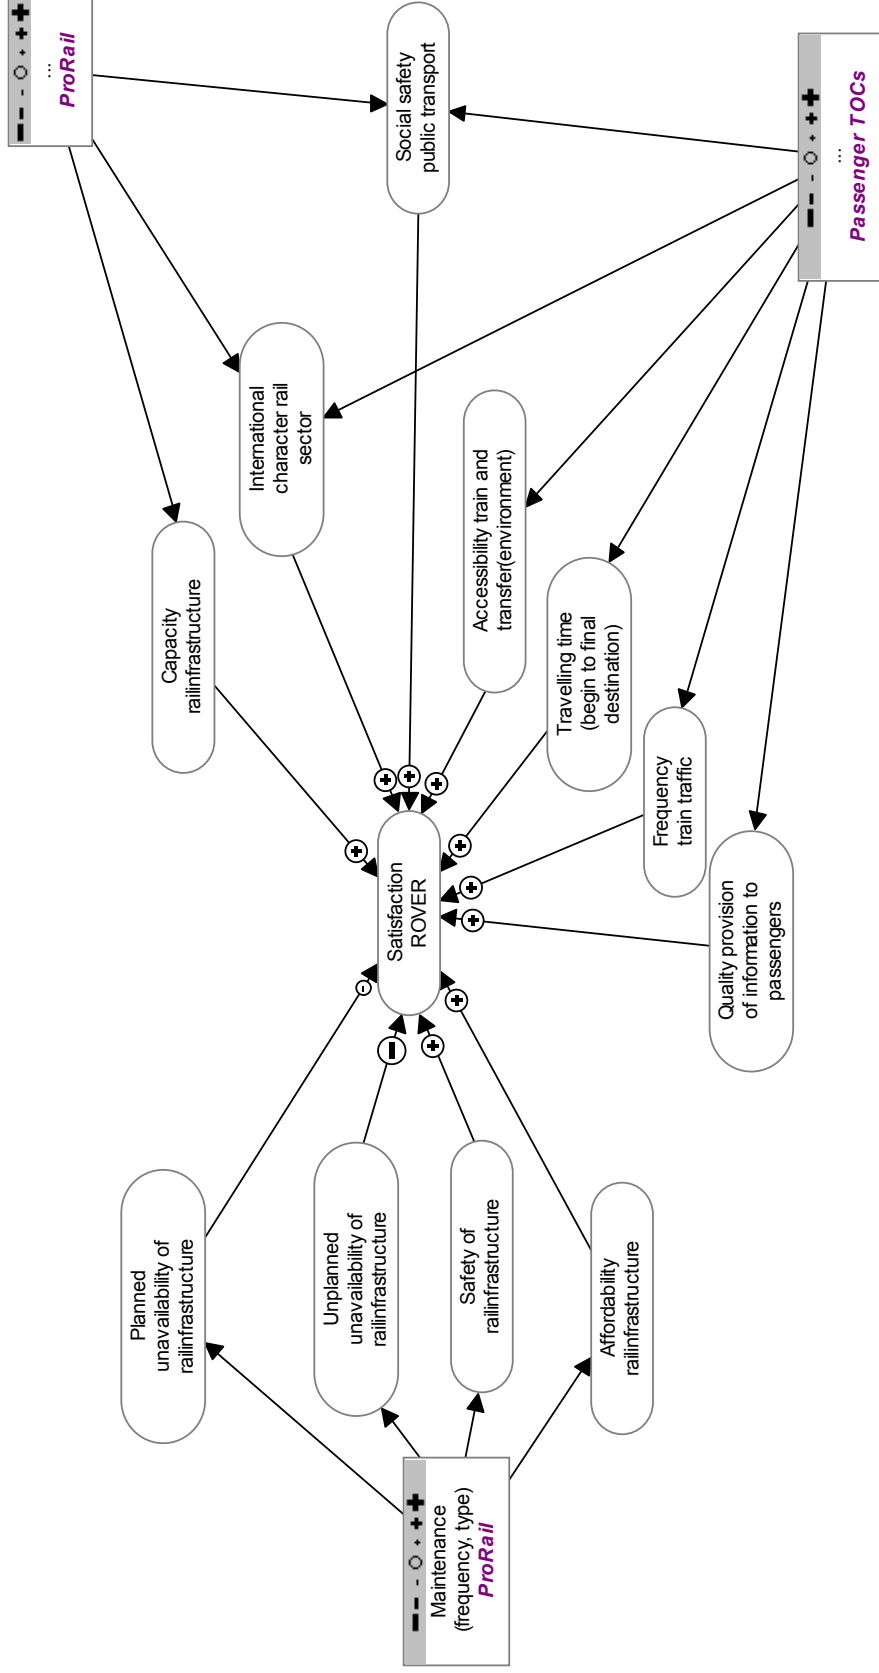 Planned
unavailability of
railinfrastructure
Unplanned
unavailability of
railinfrastructure
Safety of
railinfrastructure
Affordability
railinfrastructure
Maintenance
(frequency, type)
ProRail
Satisfaction
ROVER
Capacity
railinfrastructure
International
character rail
sector
Social safety
public transport
Accessibility train and
transfer(environment)
Travelling time
(begin to final
destination)
Frequency
train traffic
Quality provision
of information to
passengers
...
ProRail
...
Passenger TOCs